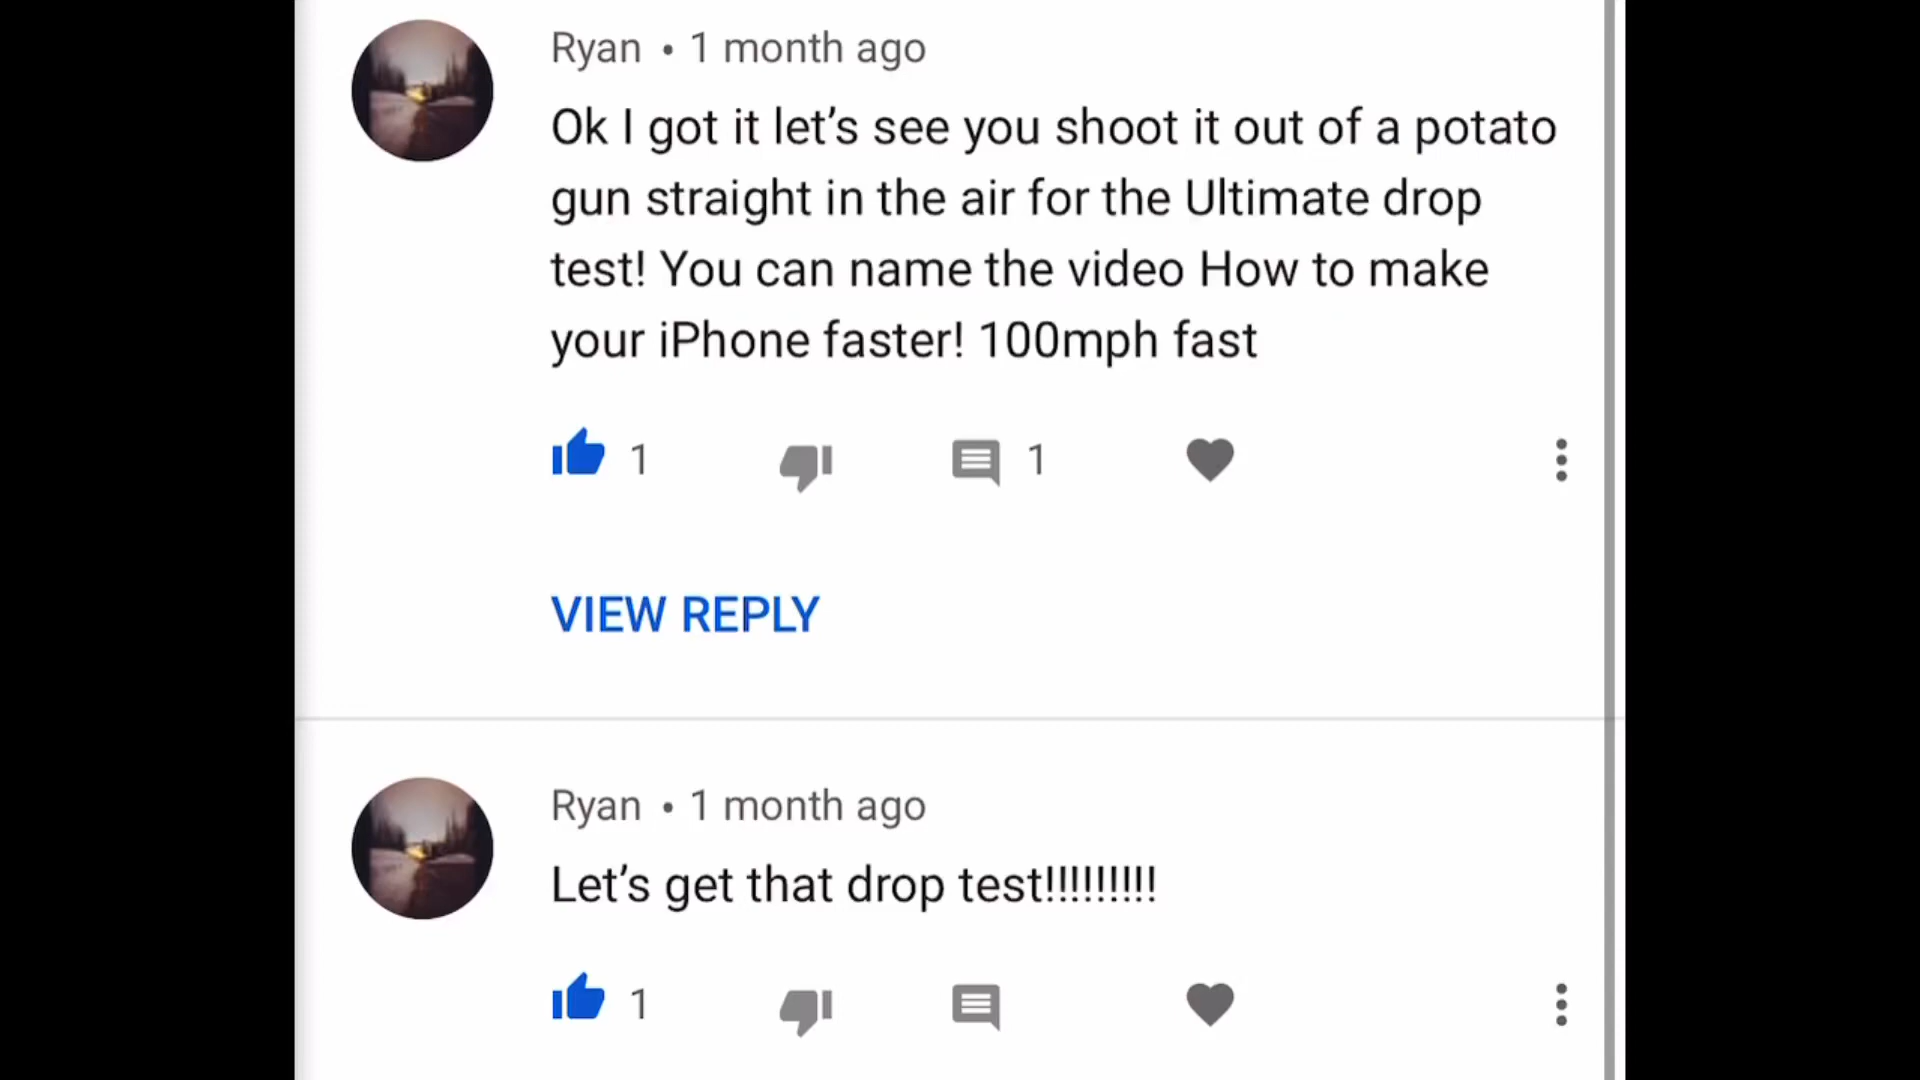 Ryan • 1 month ago
Ok I got it let’s see you shoot it out of a potato
gun straight in the air for the Ultimate drop
test! You can name the video How to make
your iPhone faster! 100mph fast
1
1
VIEW REPLY
Ryan • 1 month ago
Let’s get that drop test!!!!!!!!!
1